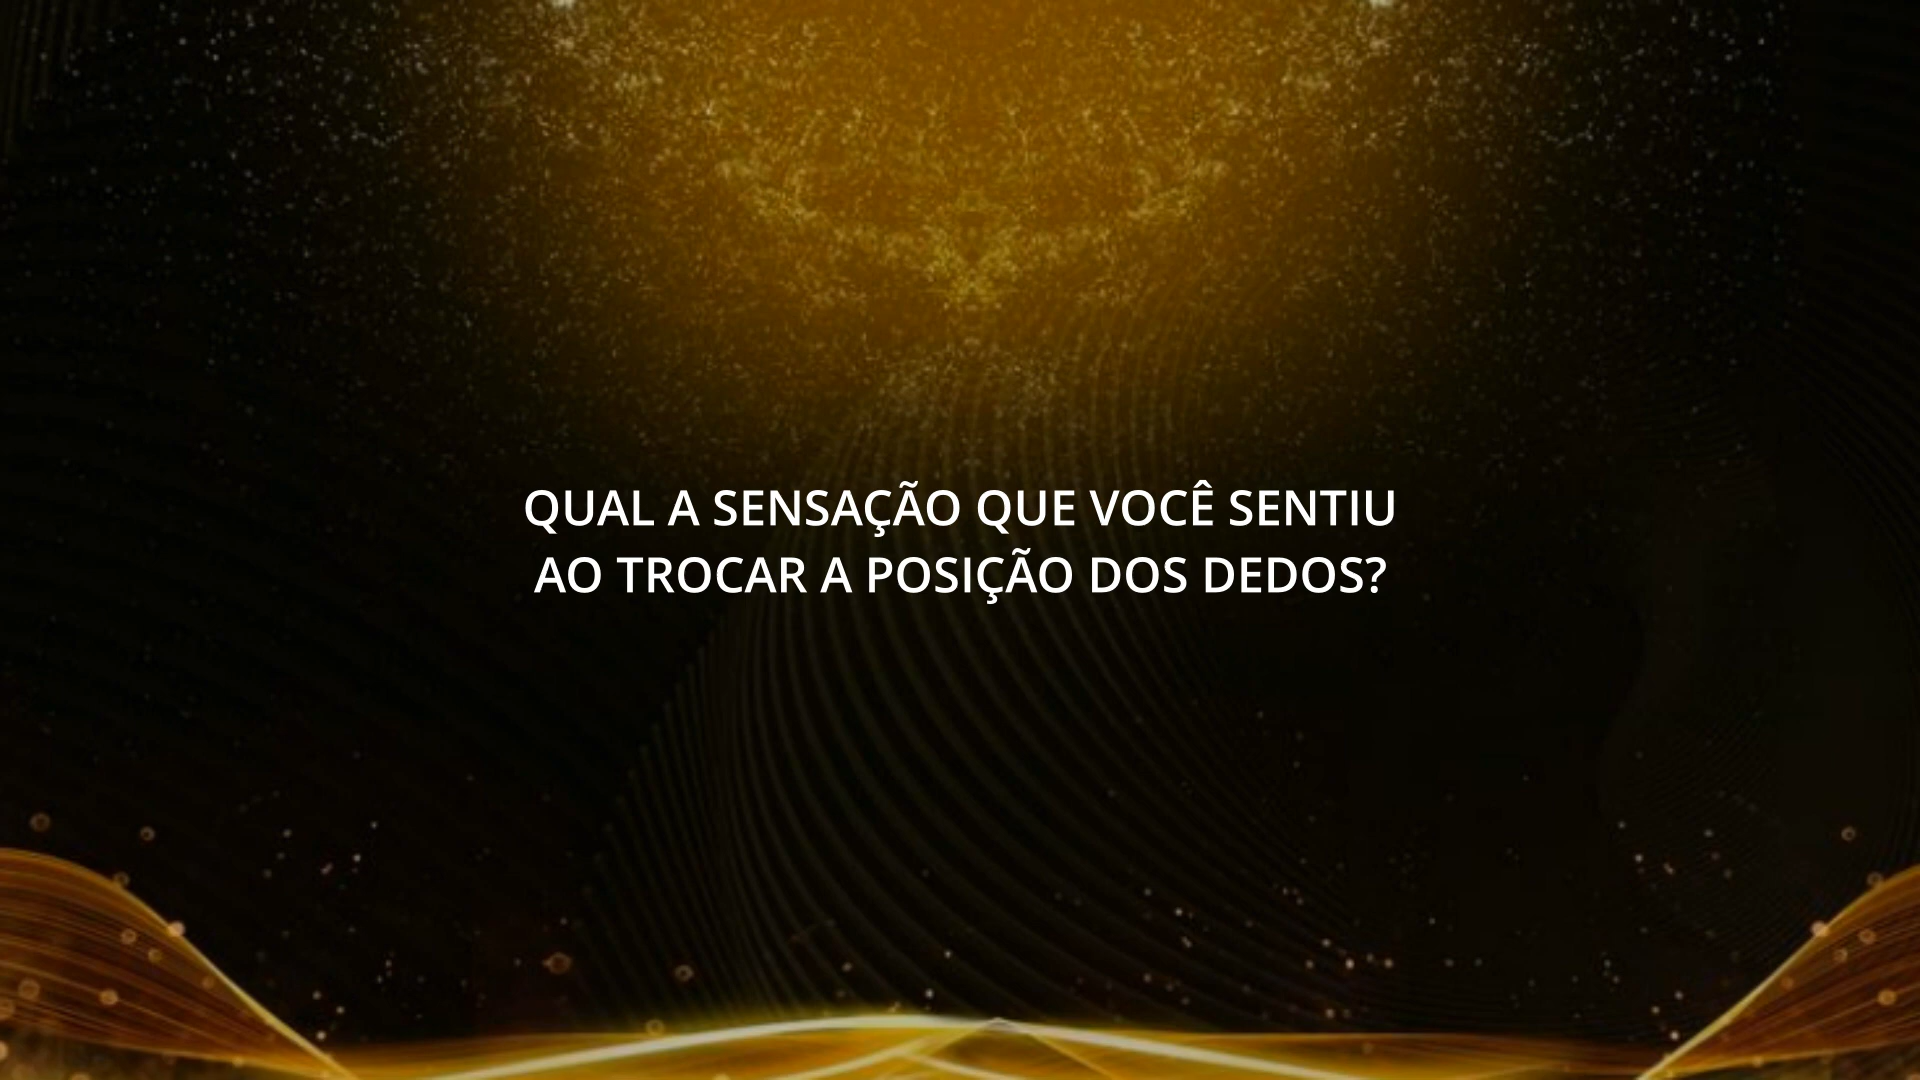 QUAL A SENSAÇÃO QUE VOCÊ SENTIU
AO TROCAR A POSIÇÃO DOS DEDOS?